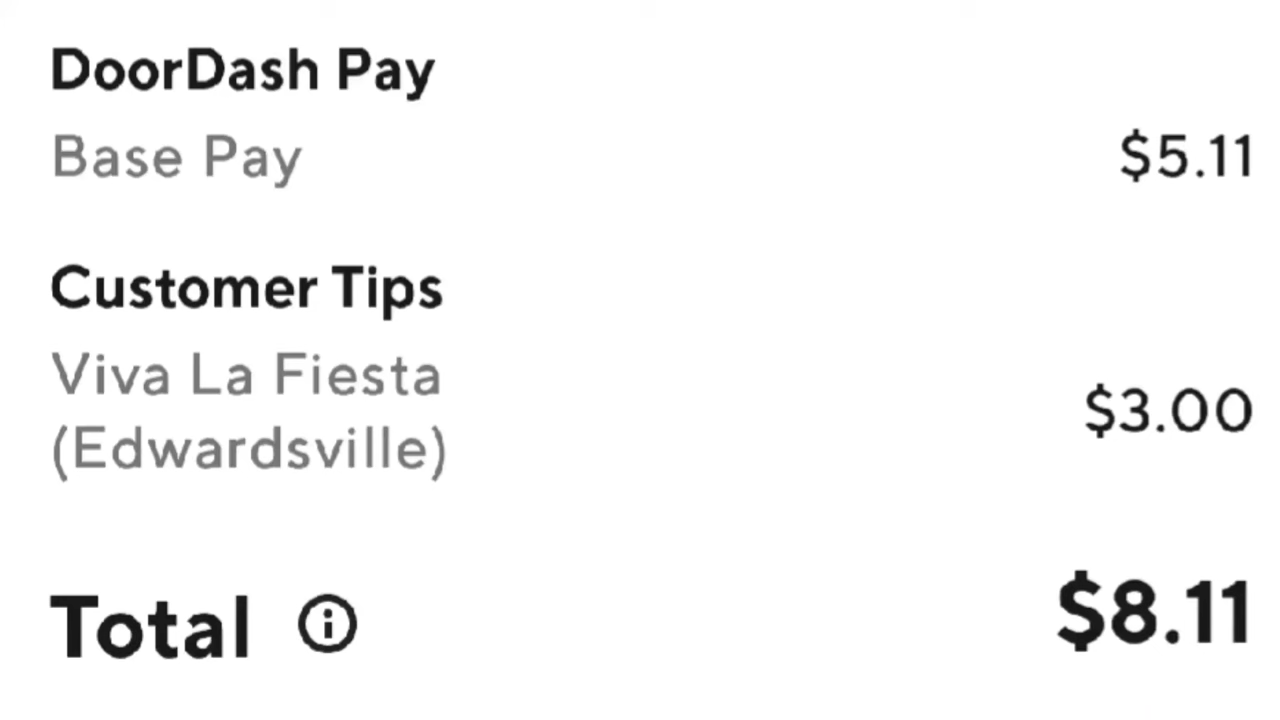 DoorDash Pay
Base Pay $5.11
Customer Tips
Viva La Fiesta
(Edwardsville) $3.00
Total $8.11